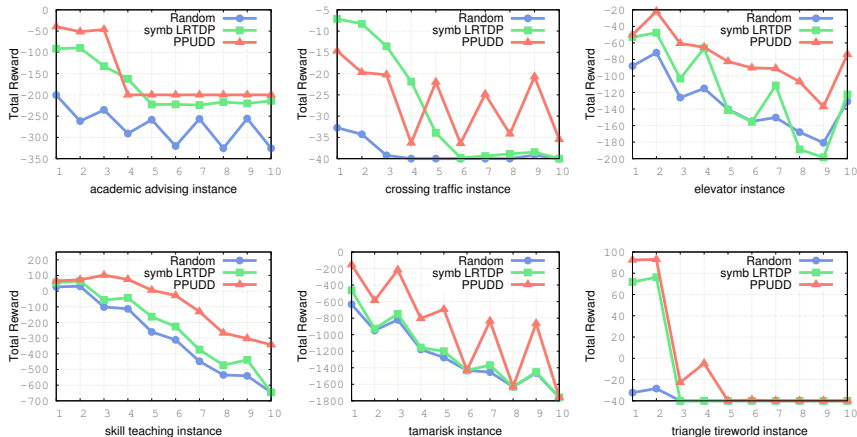 Random
symb LRTDP
PPUDD
0
-50
-100
-150
-200
-250
-300
-350
Total Reward
1 2 3 4 5 6 7 8 9 10
academic advising instance
Random
symb LRTDP
PPUDD
-5
-10
-15
-20
-25
-30
-35
-40
Total Reward
1 2 3 4 5 6 7 8 9 10
crossing traffic instance
Random
symb LRTDP
PPUDD
-20
-40
-60
-80
-100
-120
-140
-160
-180
-200
Total Reward
1 2 3 4 5 6 7 8 9 10
elevator instance
Random
symb LRTDP
PPUDD
200
100
0
-100
-200
-300
-400
-500
-600
-700
Total Reward
1 2 3 4 5 6 7 8 9 10
skill teaching instance
Random
symb LRTDP
PPUDD
0
-200
-400
-600
-800
-1000
-1200
-1400
-1600
-1800
Total Reward
1 2 3 4 5 6 7 8 9 10
tamarisk instance
Random
symb LRTDP
PPUDD
100
80
60
40
20
0
-20
-40
Total Reward
1 2 3 4 5 6 7 8 9 10
triangle tireworld instance